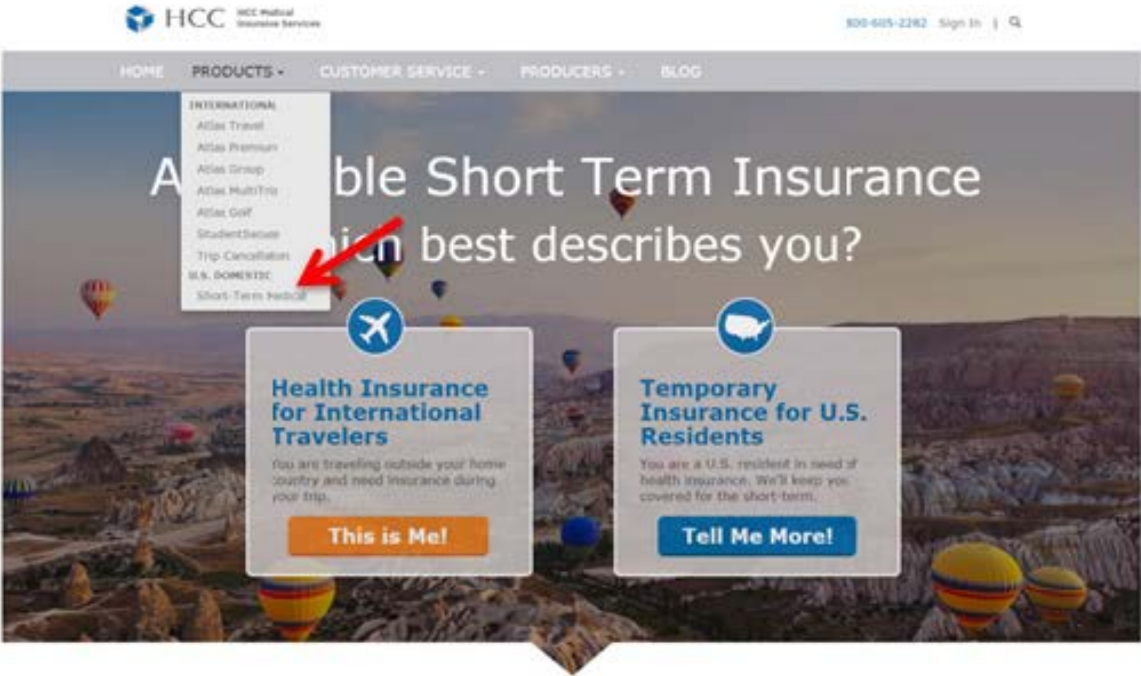 HCC HCC Medical
Insurance Services
800-605-2282 Sign In | 
HOME PRODUCTS CUSTOMER SERVICE PRODUCERS BLOG
INTERNATIONAL
Atlas Travel
Atlas Premium
Atlas Group
Atlas MultiTrip
Atlas Golf
StudentSecure
Trip Cancellation
U.S. DOMESTIC
Short-Term Medical
A ble Short Term Insurance
hich best describes you?
Health Insurance
for International
Travelers
You are traveling outside your home
country and need insurance during
your trip.
This is Me!
Temporary
Insurance for U.S.
Residents
You are a U.S. resident in need of
health insurance. We'll keep you
covered for the short-term.
Tell Me More!